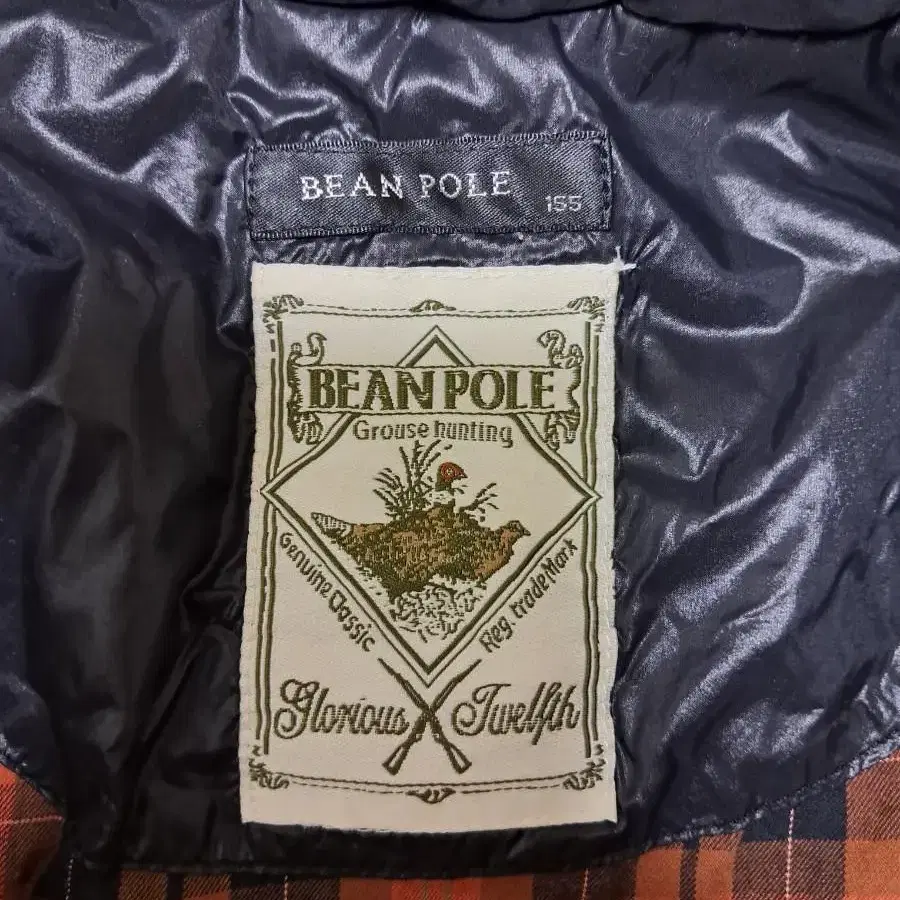 BEAN POLE
155
BEAN POLE
Grouse hunting
Genuine Classic
Reg. trade Mark
Glorious Twelfth